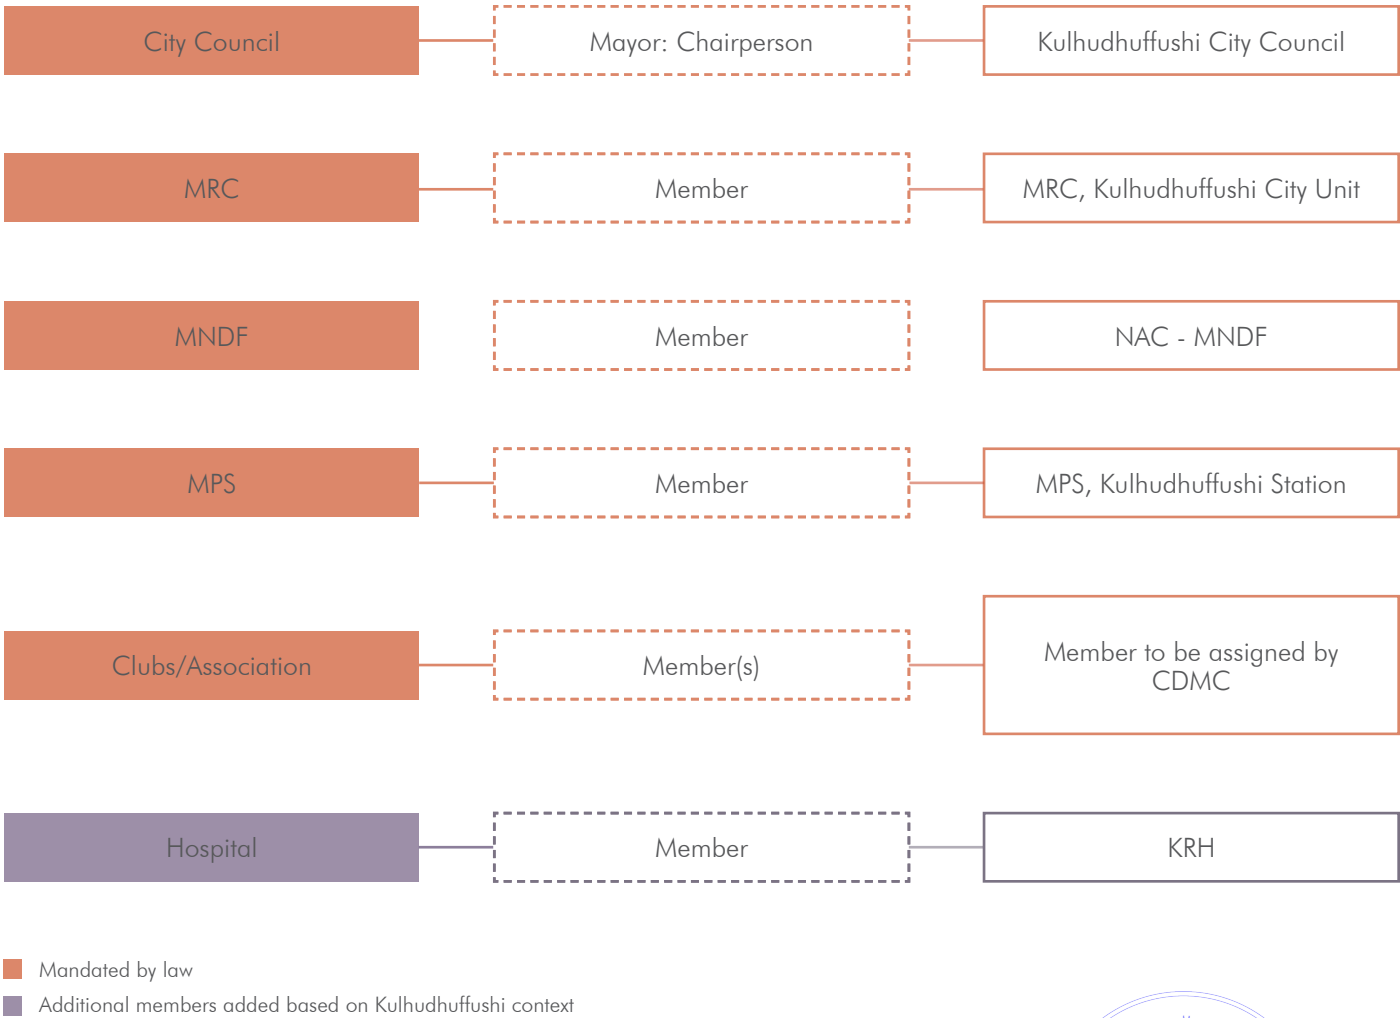 City Council
Mayor: Chairperson
Kulhudhuffushi City Council
MRC
Member
MRC, Kulhudhuffushi City Unit
MNDF
Member
NAC - MNDF
MPS
Member
MPS, Kulhudhuffushi Station
Clubs/Association
Member(s)
Member to be assigned by
CDMC
Hospital
Member
KRH
Mandated by law
Additional members added based on Kulhudhuffushi context